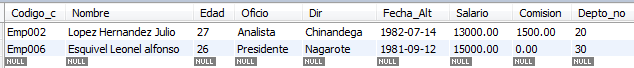 Codigo_c Nombre Edad Oficio Dir Fecha_Alt Salario Comision Depto_no
Emp002 Lopez Hernandez Julio 27 Analista Chinandega 1982-07-14 13000.00 1500.00 20
Emp006 Esquivel Leonel alfonso 26 Presidente Nagarote 1981-09-12 15000.00 0.00 30
NULL NULL NULL NULL NULL NULL NULL NULL NULL